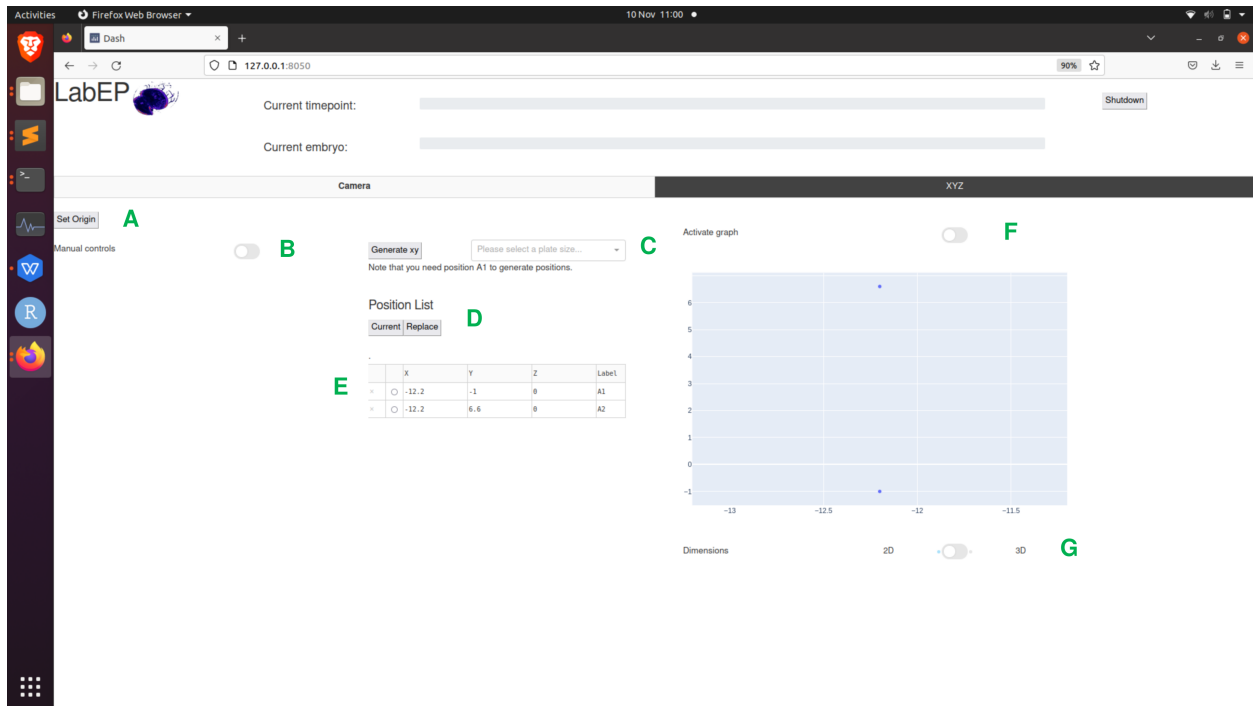 Activities Firefox Web Browser 10 Nov 11:00
Dash
127.0.0.1:8050 90%
LabEP
Current timepoint: Shutdown
Current embryo:
Camera XYZ
Set Origin A
Manual controls B
Generate xy Please select a plate size... C
Note that you need position A1 to generate positions.
Position List
Current Replace D
.
E
X Y Z Label
× -12.2 -1 0 A1
× -12.2 6.6 0 A2
Activate graph F
6
5
4
3
2
1
0
−1
−13 −12.5 −12 −11.5
Dimensions 2D 3D G